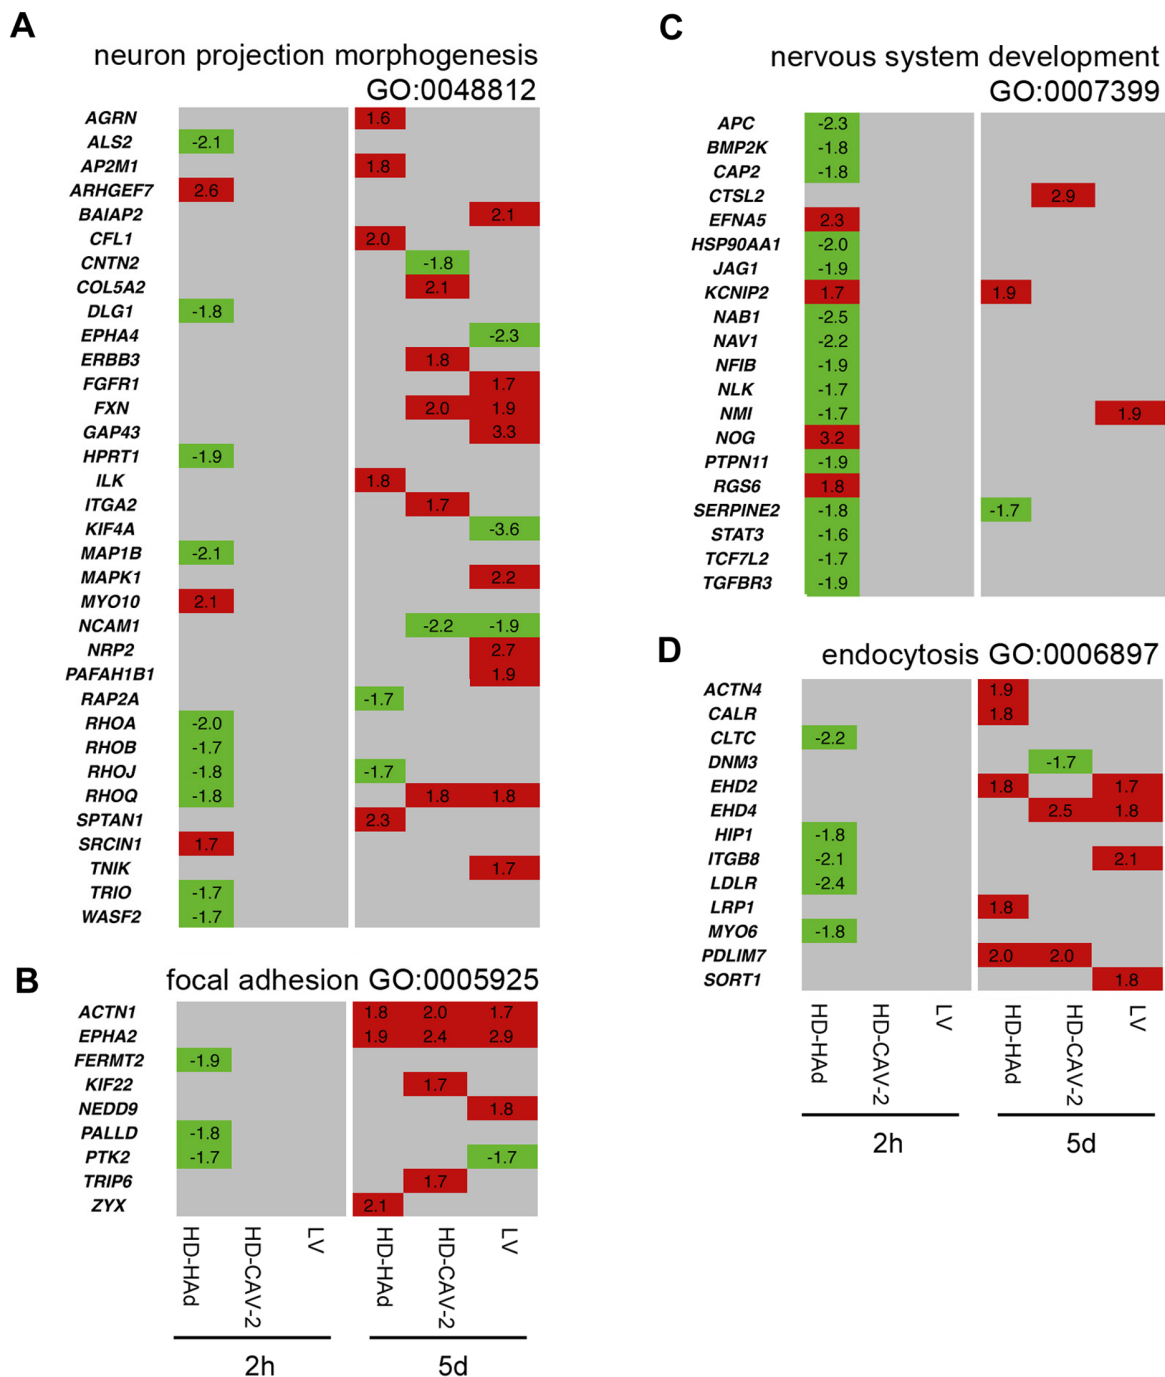 A
neuron projection morphogenesis
GO:0048812
AGRN 1.6
ALS2 -2.1
AP2M1 1.8
ARHGEF7 2.6
BAIAP2 2.1
CFL1 2.0
CNTN2 -1.8
COL5A2 2.1
DLG1 -1.8
EPHA4 -2.3
ERBB3 1.8
FGFR1 1.7
FXN 2.0 1.9
GAP43 3.3
HPRT1 -1.9
ILK 1.8
ITGA2 1.7
KIF4A -3.6
MAP1B -2.1
MAPK1 2.2
MYO10 2.1
NCAM1 -2.2 -1.9
NRP2 2.7
PAFAH1B1 1.9
RAP2A -1.7
RHOA -2.0
RHOB -1.7
RHOJ -1.8 -1.7
RHOQ -1.8 1.8 1.8
SPTAN1 2.3
SRCIN1 1.7
TNIK 1.7
TRIO -1.7
WASF2 -1.7
B
focal adhesion GO:0005925
ACTN1 1.8 2.0 1.7
EPHA2 1.9 2.4 2.9
FERMT2 -1.9
KIF22 1.7
NEDD9 1.8
PALLD -1.8
PTK2 -1.7 -1.7
TRIP6 1.7
ZYX 2.1
HD-HAd HD-CAV-2 LV HD-HAd HD-CAV-2 LV
2h 5d
C
nervous system development
GO:0007399
APC -2.3
BMP2K -1.8
CAP2 -1.8
CTSL2 2.9
EFNA5 2.3
HSP90AA1 -2.0
JAG1 -1.9
KCNIP2 1.7 1.9
NAB1 -2.5
NAV1 -2.2
NFIB -1.9
NLK -1.7
NMI -1.7 1.9
NOG 3.2
PTPN11 -1.9
RGS6 1.8
SERPINE2 -1.8 -1.7
STAT3 -1.6
TCF7L2 -1.7
TGFBR3 -1.9
D
endocytosis GO:0006897
ACTN4 1.9
CALR 1.8
CLTC -2.2
DNM3 -1.7
EHD2 1.8 1.7
EHD4 2.5 1.8
HIP1 -1.8
ITGB8 -2.1 2.1
LDLR -2.4
LRP1 1.8
MYO6 -1.8
PDLIM7 2.0 2.0
SORT1 1.8
HD-HAd HD-CAV-2 LV HD-HAd HD-CAV-2 LV
2h 5d